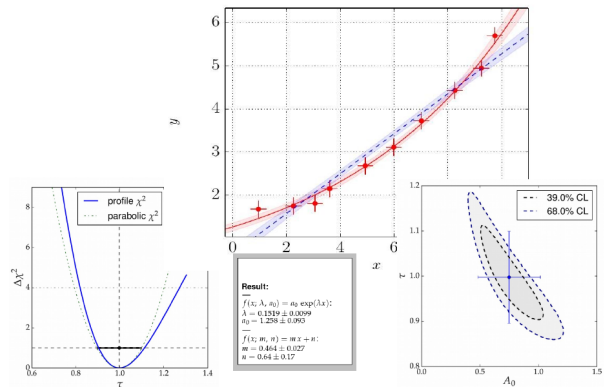 6
5
4
3
2
y
0
2
4
6
x
8
6
4
2
0
Δχ²
profile χ²
parabolic χ²
0.6
0.8
1.0
1.2
1.4
τ
Result:
f(x; λ, a₀) = a₀ exp(λx):
λ = 0.1519 ± 0.0099
a₀ = 1.258 ± 0.093
f(x; m, n) = mx + n:
m = 0.464 ± 0.027
n = 0.64 ± 0.17
1.2
1.1
1.0
0.9
0.8
τ
39.0% CL
68.0% CL
0.0
0.5
1.0
1.5
A₀